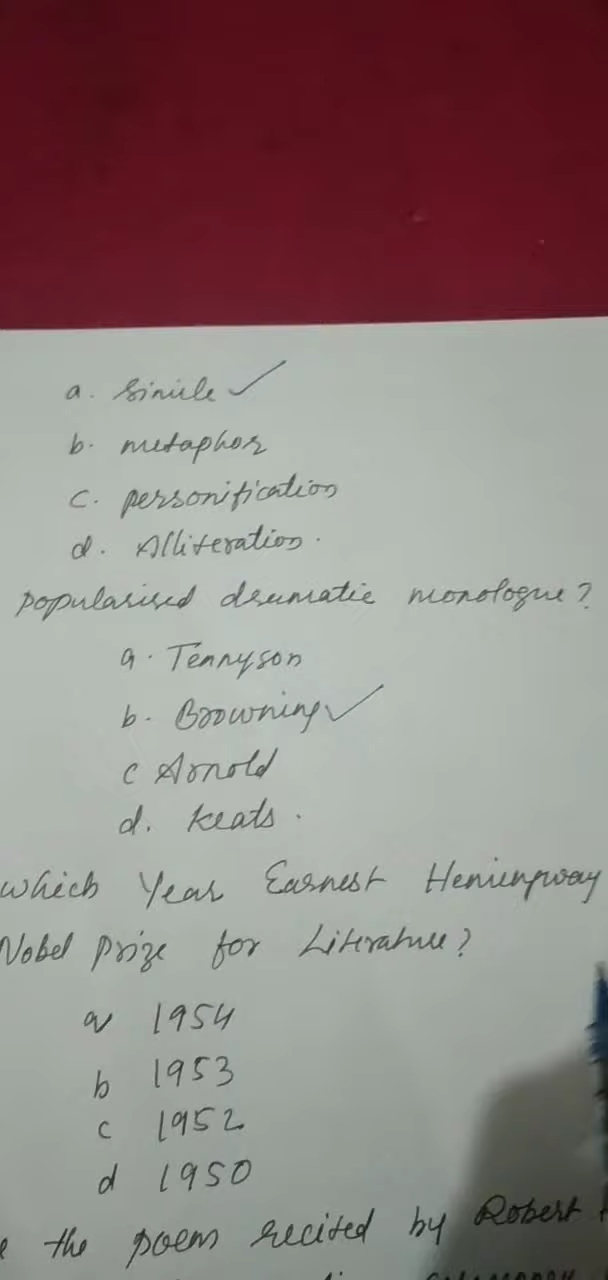 a. Simile ✓
b. metaphor
c. personification
d. Alliteration.
popularised dramatic monologue?
a. Tennyson
b. Browning ✓
c Arnold
d. Keats.
which Year Earnest Hemienpway
Nobel Prize for Literature?
a 1954
b 1953
c 1952
d 1950
the poem recited by Robert